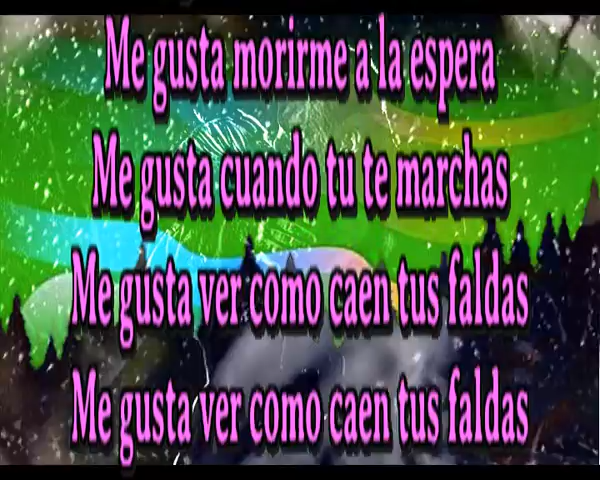 Me gusta morirme a la espera
Me gusta cuando tu te marchas
Me gusta ver como caen tus faldas
Me gusta ver como caen tus faldas